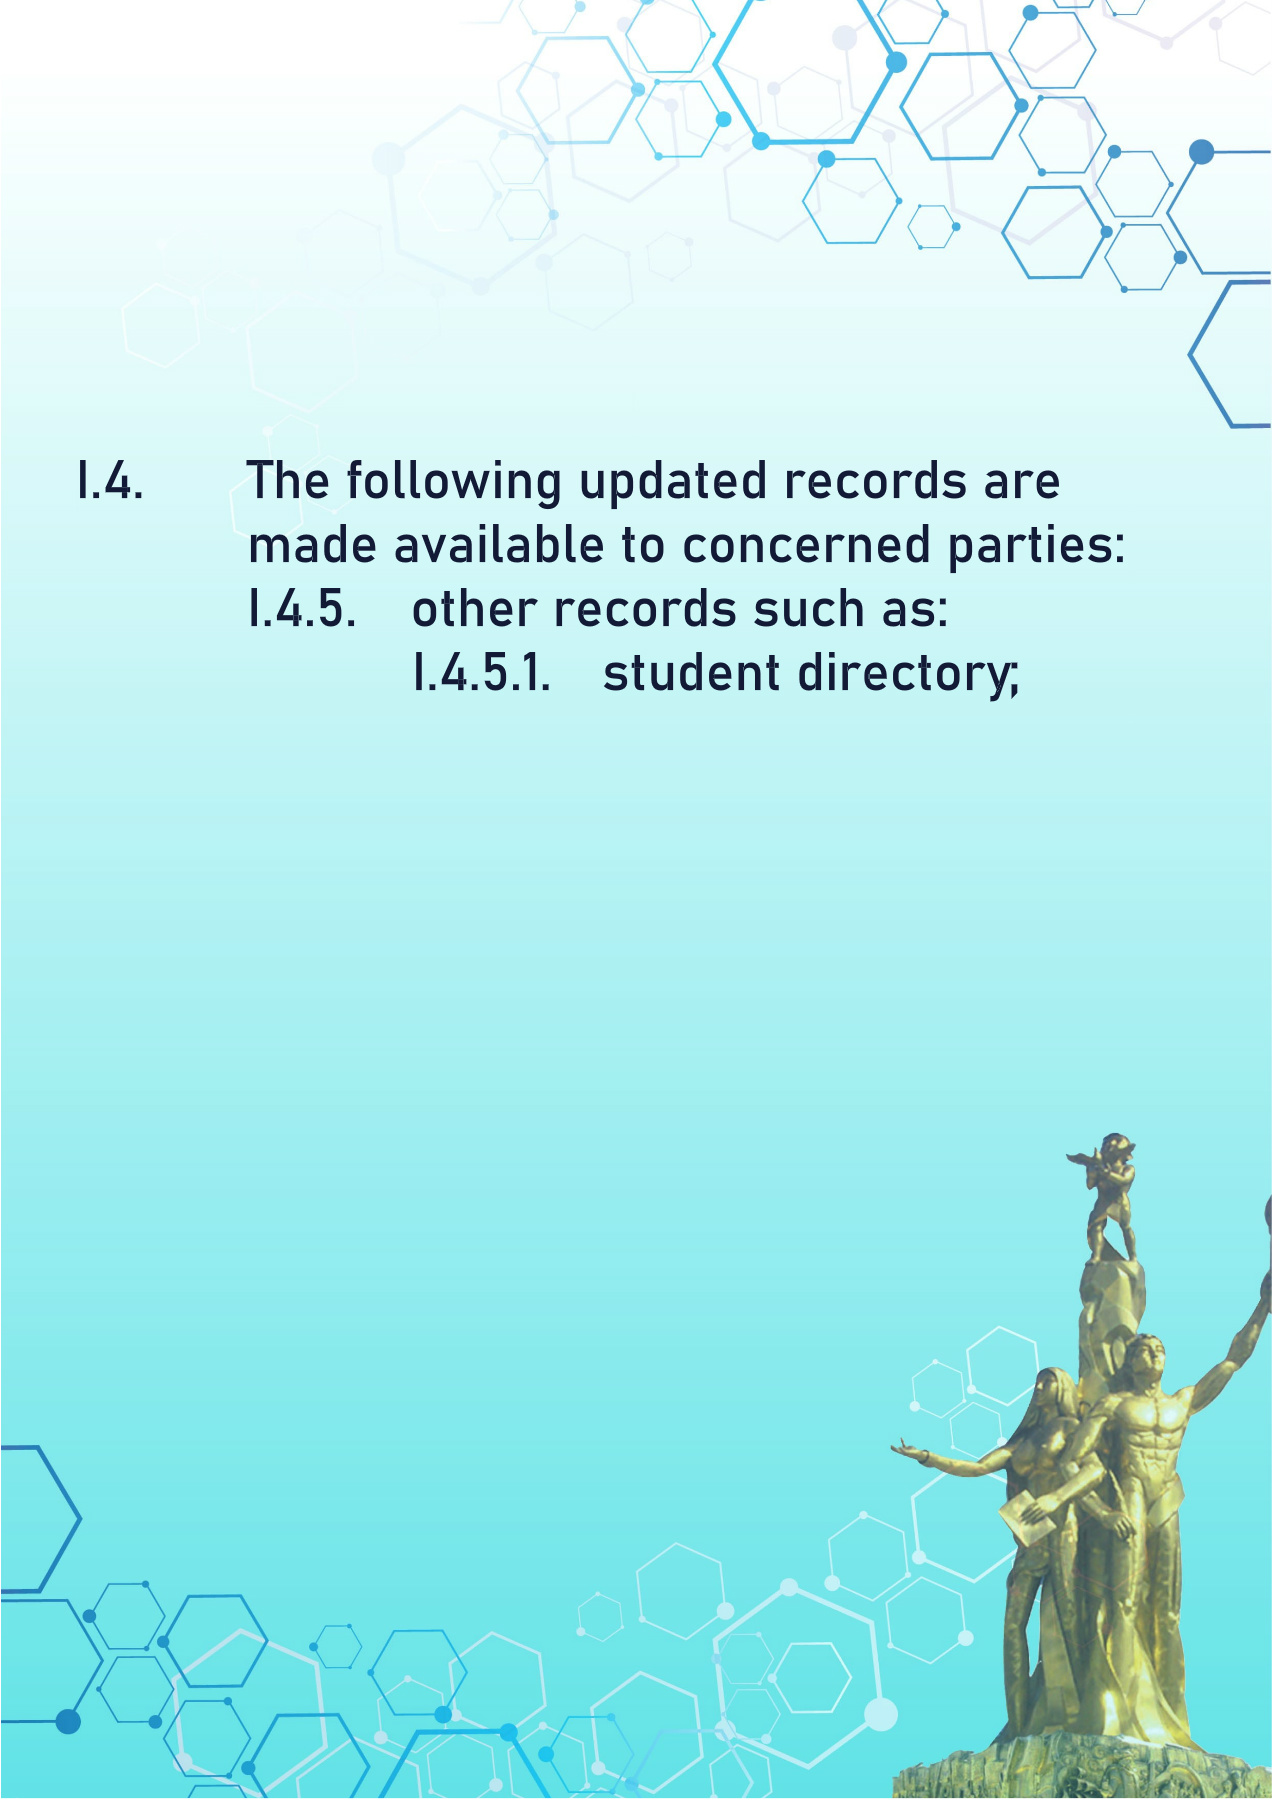 I.4. The following updated records are
made available to concerned parties:
I.4.5. other records such as:
I.4.5.1. student directory;